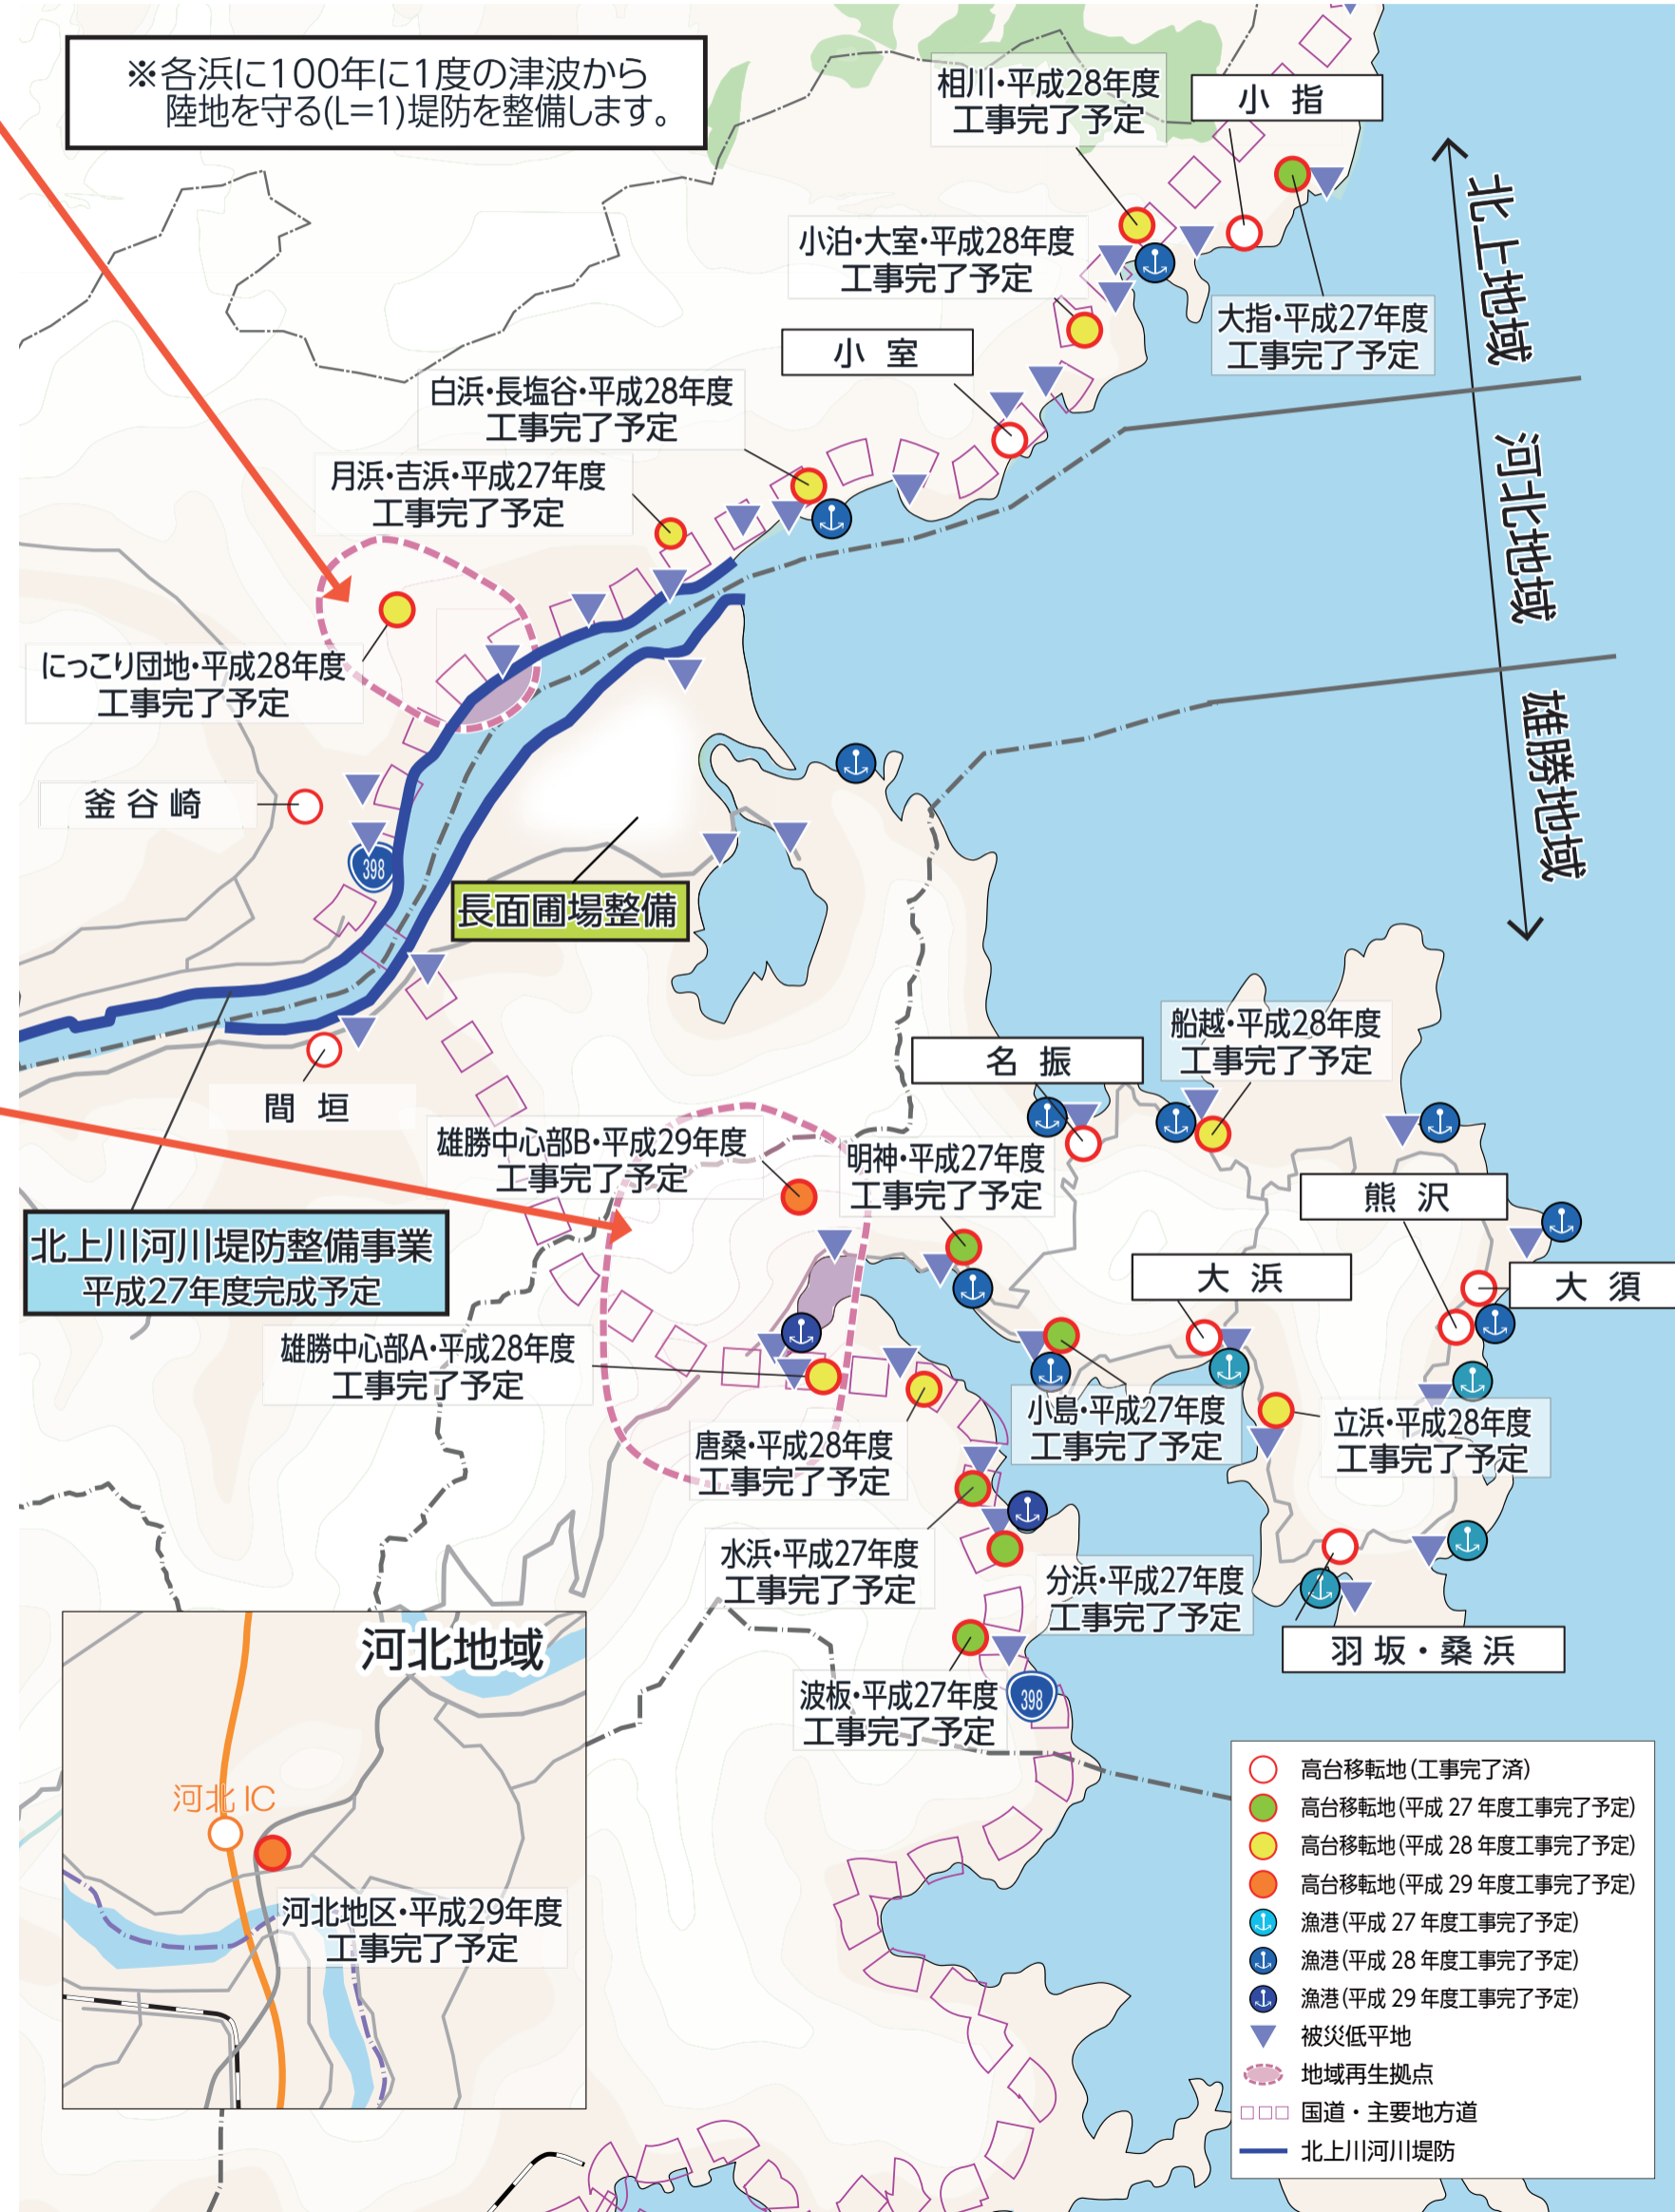 ※各浜に100年に1度の津波から
陸地を守る(L=1)堤防を整備します。
相川・平成28年度
工事完了予定
小指
小泊・大室・平成28年度
工事完了予定
大指・平成27年度
工事完了予定
小室
白浜・長塩谷・平成28年度
工事完了予定
月浜・吉浜・平成27年度
工事完了予定
にっこり団地・平成28年度
工事完了予定
釜谷崎
398
長面圃場整備
間垣
北上地域
河北地域
雄勝地域
北上川河川堤防整備事業
平成27年度完成予定
名振
船越・平成28年度
工事完了予定
雄勝中心部B・平成29年度
工事完了予定
明神・平成27年度
工事完了予定
熊沢
大浜
大須
雄勝中心部A・平成28年度
工事完了予定
小島・平成27年度
工事完了予定
立浜・平成28年度
工事完了予定
唐桑・平成28年度
工事完了予定
水浜・平成27年度
工事完了予定
分浜・平成27年度
工事完了予定
羽坂・桑浜
波板・平成27年度
工事完了予定
398
河北地域
河北IC
河北地区・平成29年度
工事完了予定
高台移転地(工事完了済)
高台移転地(平成 27 年度工事完了予定)
高台移転地(平成 28 年度工事完了予定)
高台移転地(平成 29 年度工事完了予定)
漁港(平成 27 年度工事完了予定)
漁港(平成 28 年度工事完了予定)
漁港(平成 29 年度工事完了予定)
被災低平地
地域再生拠点
国道・主要地方道
北上川河川堤防